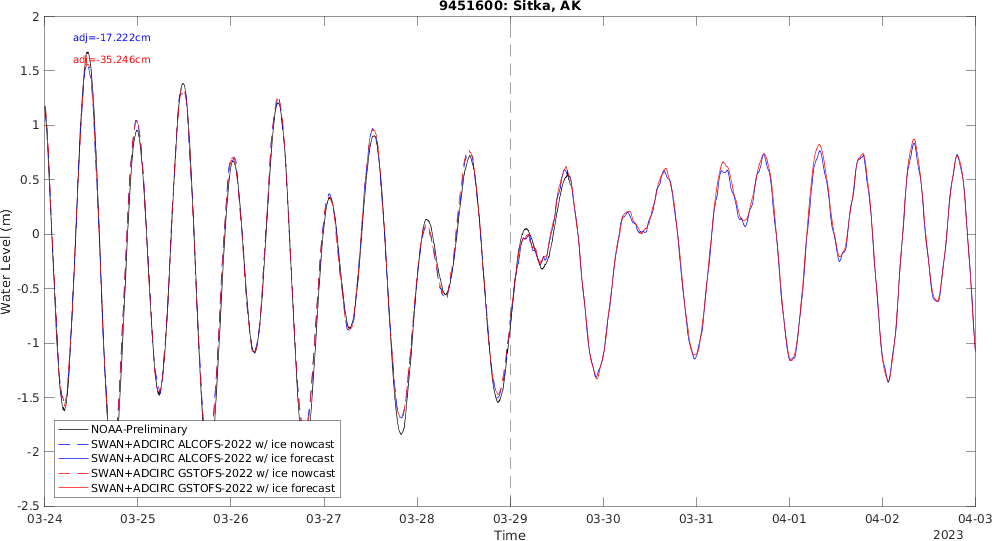 9451600: Sitka, AK
adj=-17.222cm
adj=-35.246cm
Water Level (m)
2
1.5
1
0.5
0
-0.5
-1
-1.5
-2
-2.5
NOAA-Preliminary
SWAN+ADCIRC ALCOFS-2022 w/ ice nowcast
SWAN+ADCIRC ALCOFS-2022 w/ ice forecast
SWAN+ADCIRC GSTOFS-2022 w/ ice nowcast
SWAN+ADCIRC GSTOFS-2022 w/ ice forecast
03-24 03-25 03-26 03-27 03-28 03-29 03-30 03-31 04-01 04-02 04-03
Time
2023